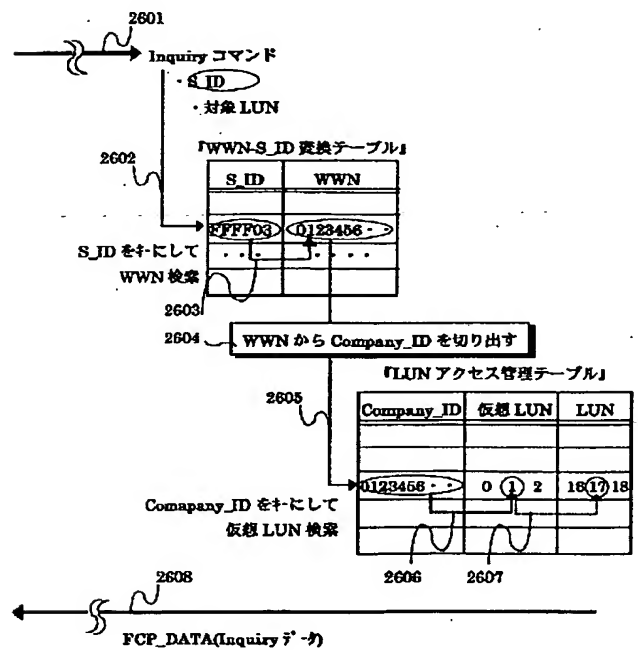 2601
Inquiry コマンド
・S_ID
・対象 LUN
2602
『WWN-S_ID 変換テーブル』
S_ID WWN
FFFF03 0123456・・
・・・ ・・・・
S_ID をキーにして
WWN 検索
2603
2604 WWN から Company_ID を切り出す
『LUN アクセス管理テーブル』
2605
Company_ID 仮想 LUN LUN
0123456・・ 0 1 2 16 17 18
Comapany_ID をキーにして
仮想 LUN 検索
2606 2607
2608
FCP_DATA(Inquiry データ)